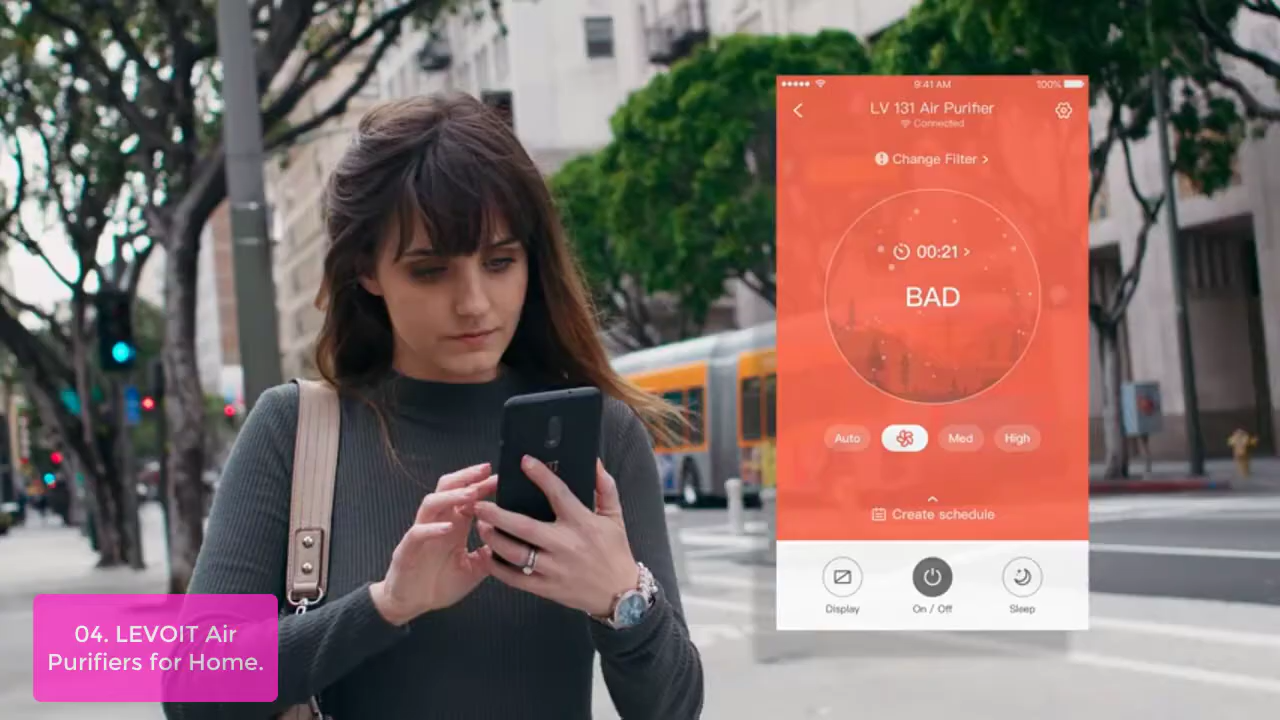 9:41 AM
100%
LV 131 Air Purifier
Connected
Change Filter >
00:21 >
BAD
Auto
Med
High
Create schedule
Display
On / Off
Sleep
04. LEVOIT Air
Purifiers for Home.